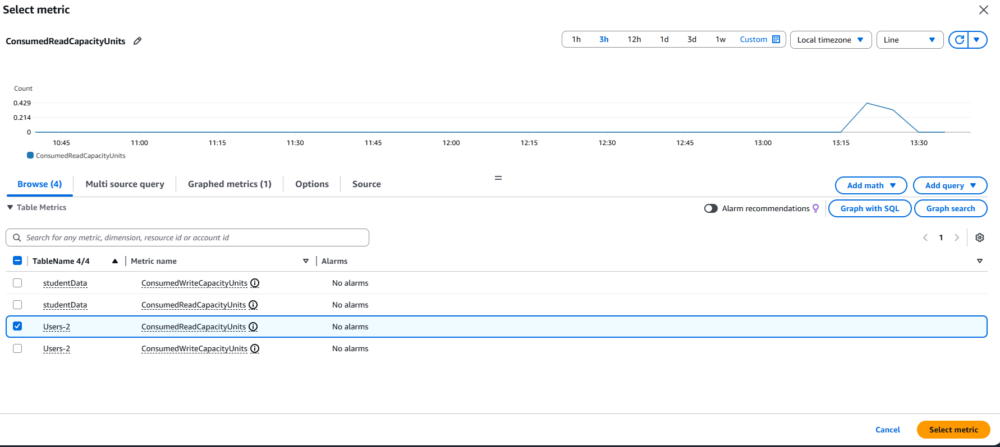 Select metric
ConsumedReadCapacityUnits
1h 3h 12h 1d 3d 1w Custom Local timezone Line
Count
0.429
0.214
0
10:45 11:00 11:15 11:30 11:45 12:00 12:15 12:30 12:45 13:00 13:15 13:30
ConsumedReadCapacityUnits
Browse (4) Multi source query Graphed metrics (1) Options Source Add math Add query
Table Metrics Alarm recommendations Graph with SQL Graph search
Search for any metric, dimension, resource id or account id 1
TableName 4/4 Metric name Alarms
studentData ConsumedWriteCapacityUnits No alarms
studentData ConsumedReadCapacityUnits No alarms
Users-2 ConsumedReadCapacityUnits No alarms
Users-2 ConsumedWriteCapacityUnits No alarms
Cancel Select metric